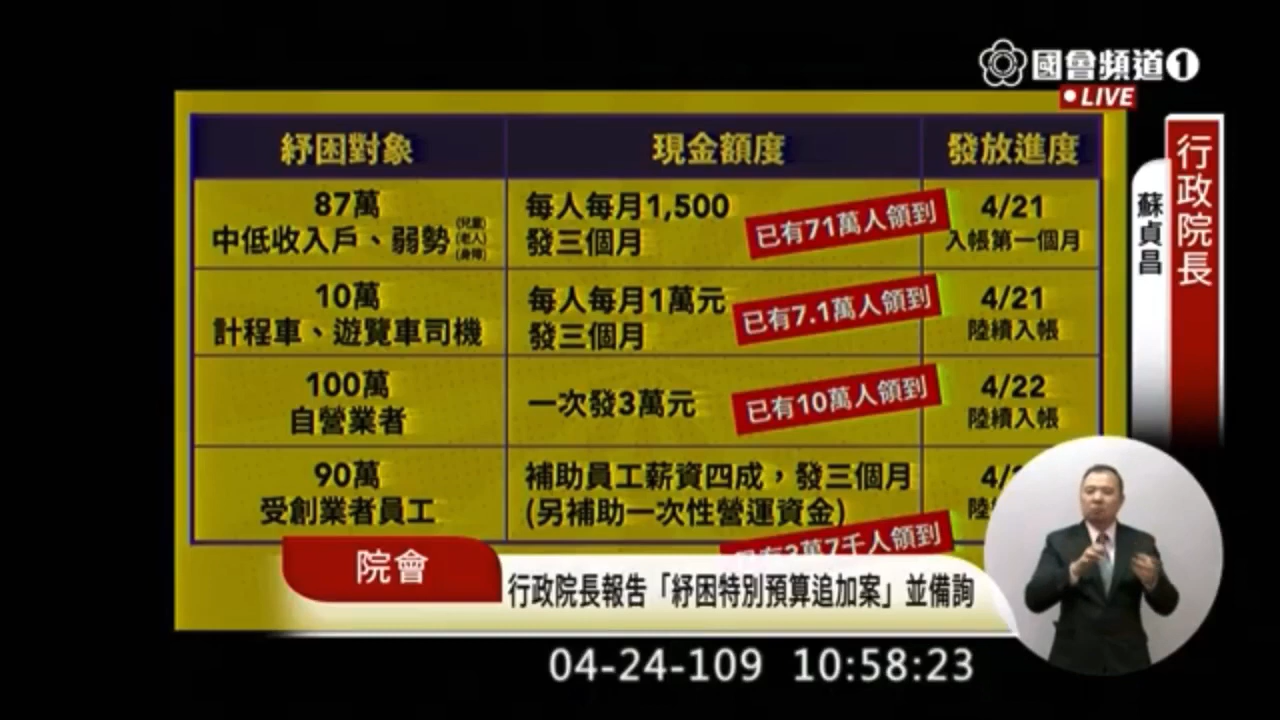 國會頻道1
LIVE
行政院長
蘇貞昌
紓困對象 現金額度 發放進度
87萬
中低收入戶、弱勢 (兒童) (老人) (身障)
每人每月1,500
發三個月
已有71萬人領到
4/21
入帳第一個月
10萬
計程車、遊覽車司機
每人每月1萬元
發三個月
已有7.1萬人領到
4/21
陸續入帳
100萬
自營業者
一次發3萬元
已有10萬人領到
4/22
陸續入帳
90萬
受創業者員工
補助員工薪資四成，發三個月
(另補助一次性營運資金)
萬7千人領到
4/
陸
院會
行政院長報告「紓困特別預算追加案」並備詢
04-24-109 10:58:23